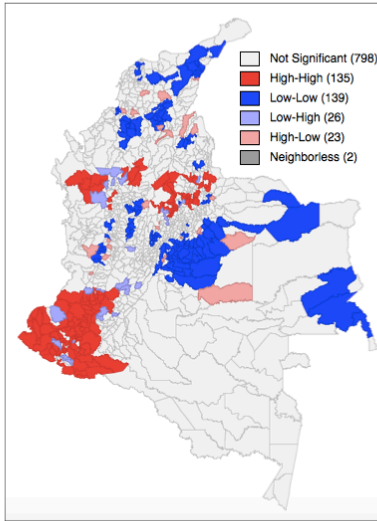 Not Significant (798)
High-High (135)
Low-Low (139)
Low-High (26)
High-Low (23)
Neighborless (2)